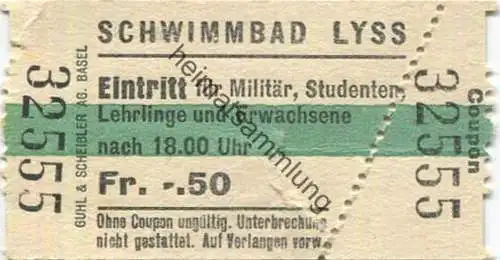 SCHWIMMBAD LYSS
Eintritt für Militär, Studenten,
Lehrlinge und Erwachsene
nach 18.00 Uhr
Fr. -.50
Ohne Coupon ungültig. Unterbrechung
nicht gestattet. Auf Verlangen vorw
32555
GUHL & SCHEIBLER AG. BASEL
32555
Coupon
heimatsammlung